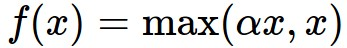 f(x) = max(αx, x)